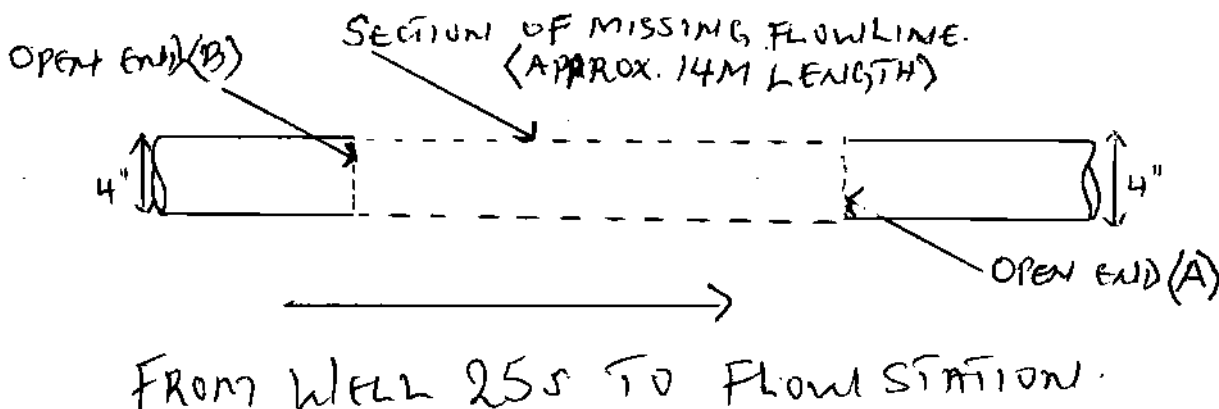 SECTION OF MISSING FLOWLINE.
(APPROX. 14M LENGTH)
OPEN END (B)
4"
4"
OPEN END (A)
FROM WELL 25s TO FLOW STATION.